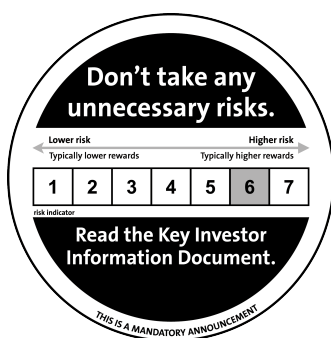 Don't take any
unnecessary risks.
Lower risk Higher risk
Typically lower rewards Typically higher rewards
1 2 3 4 5 6 7
risk indicator
Read the Key Investor
Information Document.
THIS IS A MANDATORY ANNOUNCEMENT